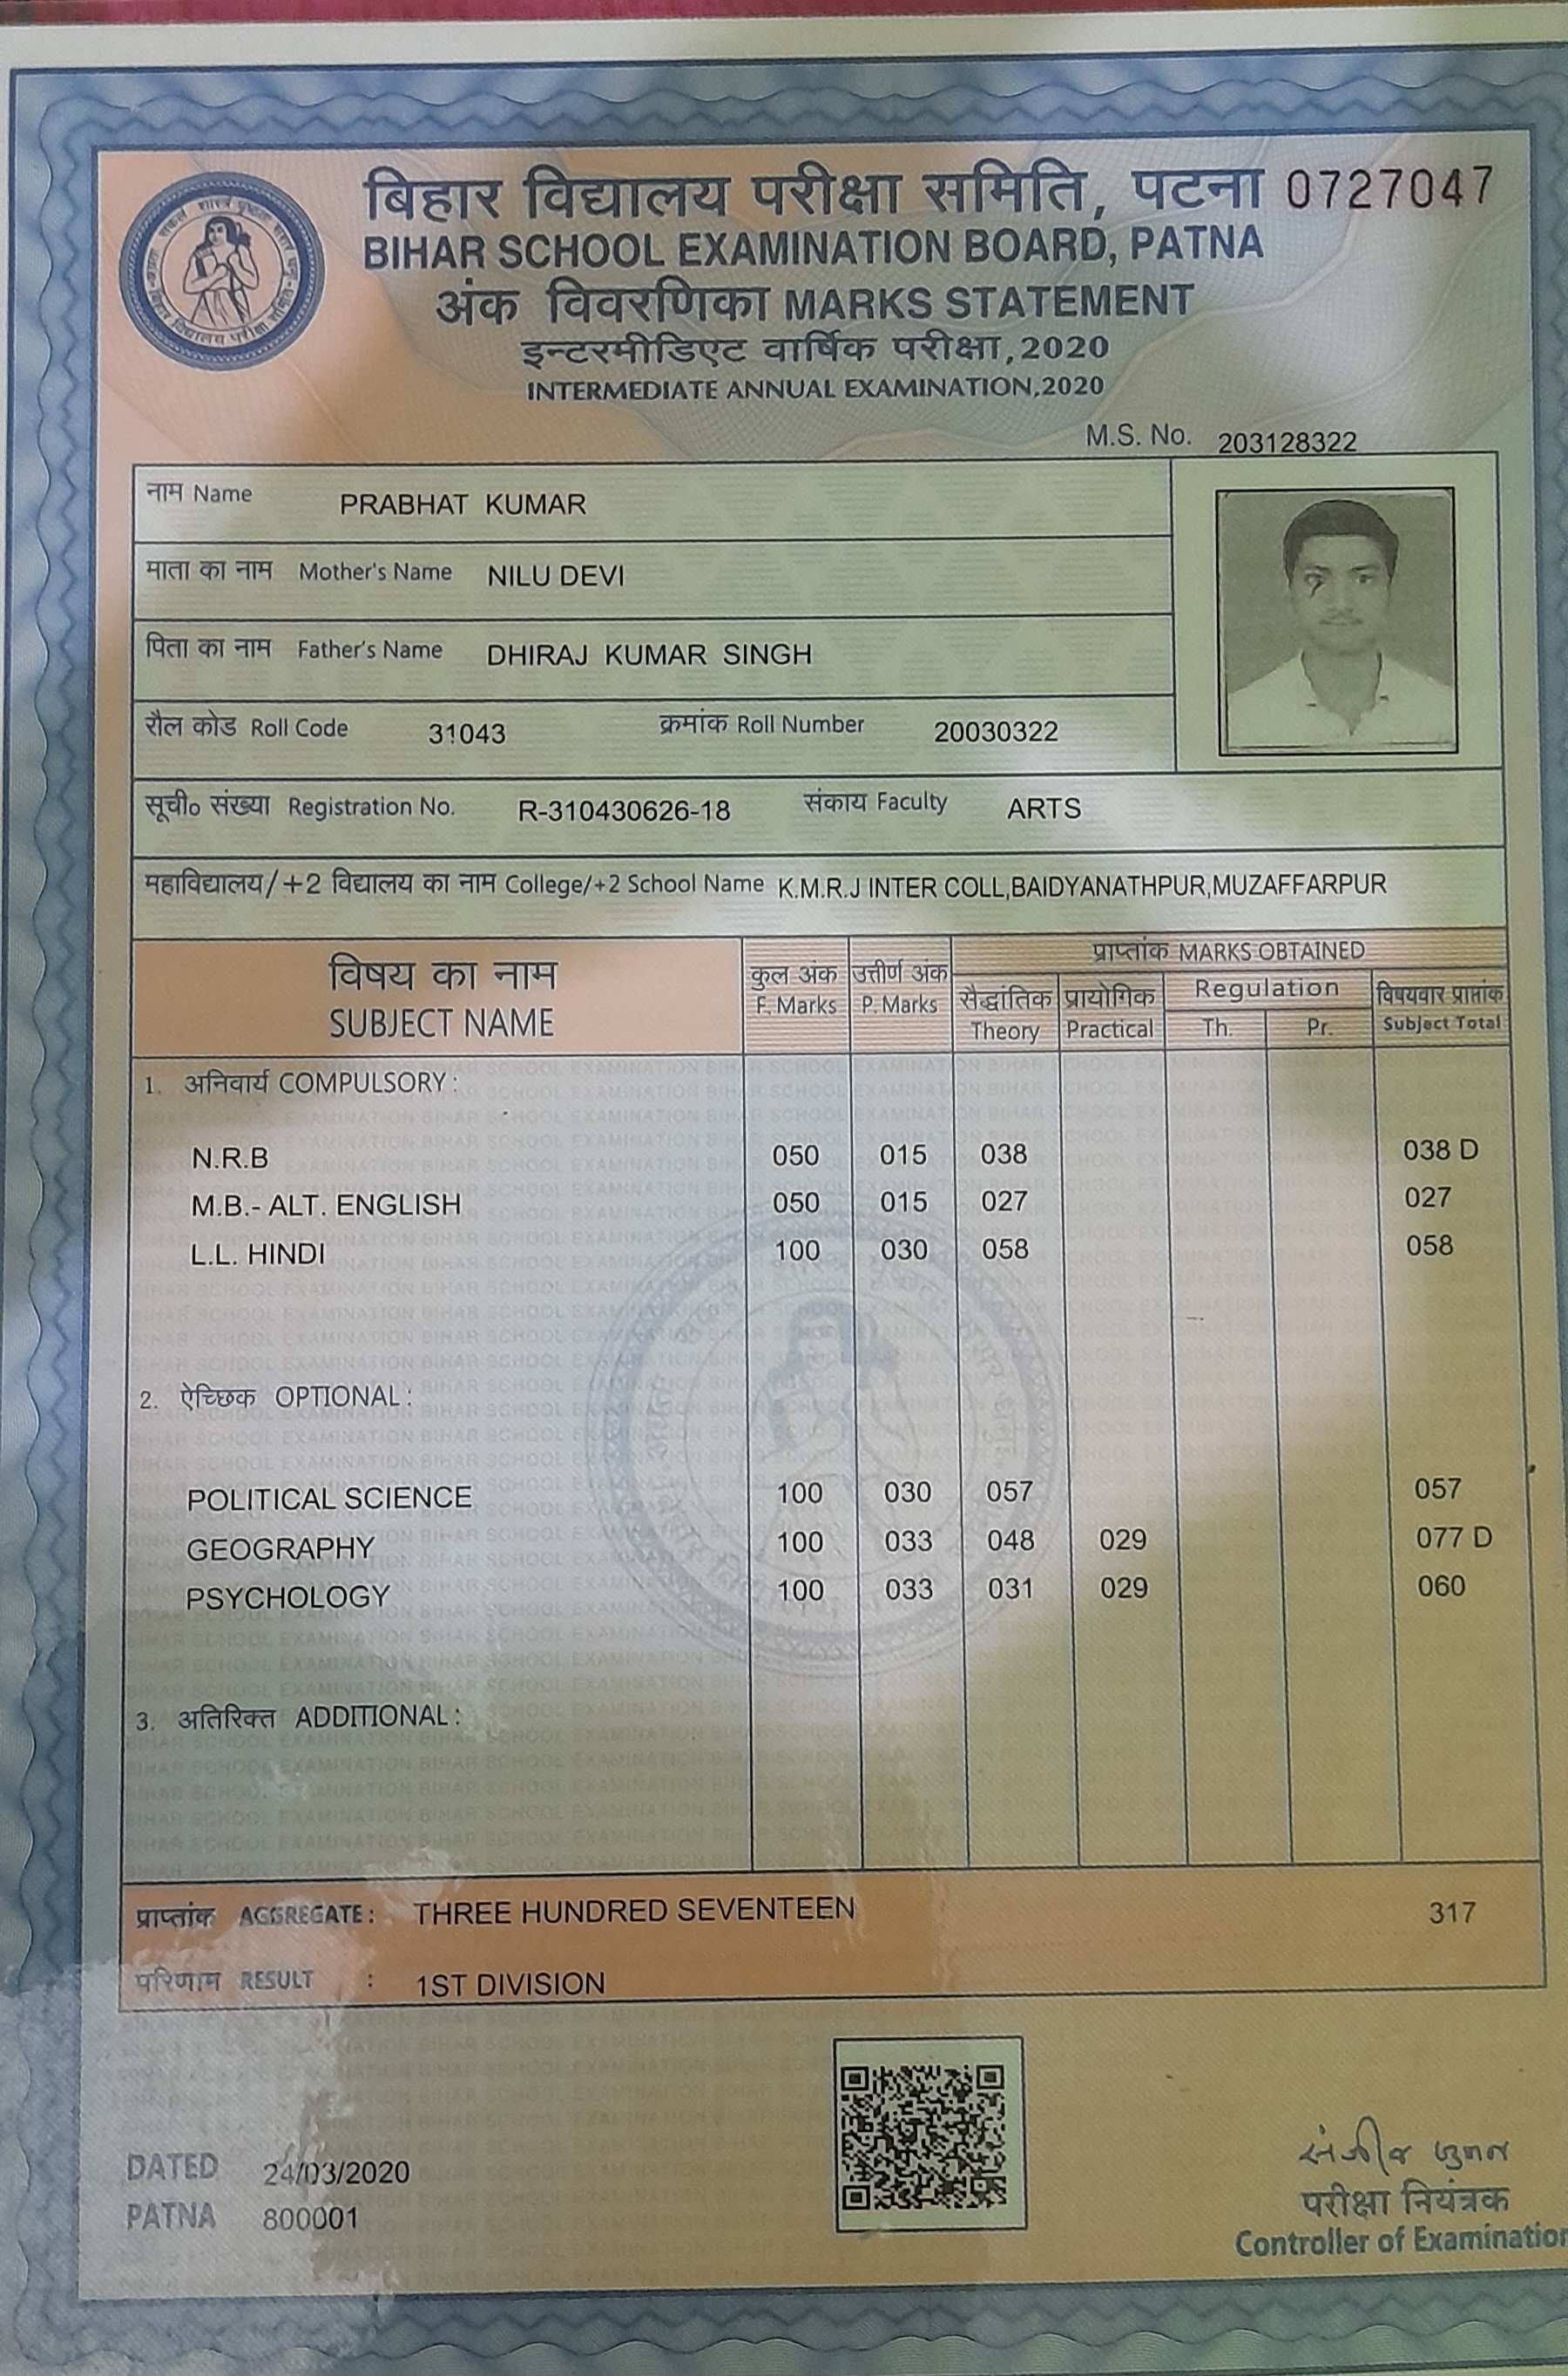 बिहार विद्यालय परीक्षा समिति, पटना 0727047
BIHAR SCHOOL EXAMINATION BOARD, PATNA
अंक विवरणिका MARKS STATEMENT
इन्टरमीडिएट वार्षिक परीक्षा,2020
INTERMEDIATE ANNUAL EXAMINATION,2020
M.S. No. 203128322
नाम Name PRABHAT KUMAR
माता का नाम Mother's Name NILU DEVI
पिता का नाम Father's Name DHIRAJ KUMAR SINGH
रौल कोड Roll Code 31043 क्रमांक Roll Number 20030322
सूची० संख्या Registration No. R-310430626-18 संकाय Faculty ARTS
महाविद्यालय/+2 विद्यालय का नाम College/+2 School Name K.M.R.J INTER COLL,BAIDYANATHPUR,MUZAFFARPUR
विषय का नाम SUBJECT NAME कुल अंक F. Marks उत्तीर्ण अंक P. Marks प्राप्तांक MARKS OBTAINED
सैद्धांतिक Theory प्रायोगिक Practical Regulation Th. Pr. विषयवार प्राप्तांक Subject Total
1. अनिवार्य COMPULSORY :
N.R.B 050 015 038 038 D
M.B.- ALT. ENGLISH 050 015 027 027
L.L. HINDI 100 030 058 058
2. ऐच्छिक OPTIONAL :
POLITICAL SCIENCE 100 030 057 057
GEOGRAPHY 100 033 048 029 077 D
PSYCHOLOGY 100 033 031 029 060
3. अतिरिक्त ADDITIONAL :
प्राप्तांक AGGREGATE : THREE HUNDRED SEVENTEEN 317
परिणाम RESULT : 1ST DIVISION
DATED 24/03/2020
PATNA 800001
परीक्षा नियंत्रक
Controller of Examination